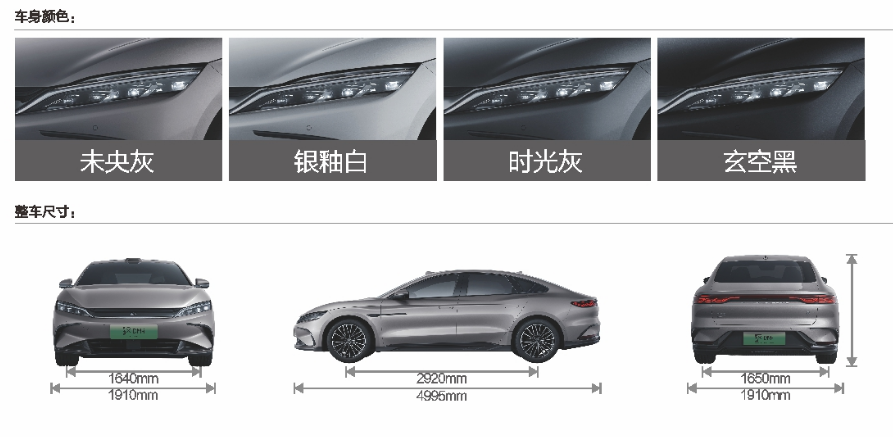 车身颜色：
未央灰
银釉白
时光灰
玄空黑
整车尺寸：
1640mm
1910mm
2920mm
4995mm
1650mm
1910mm